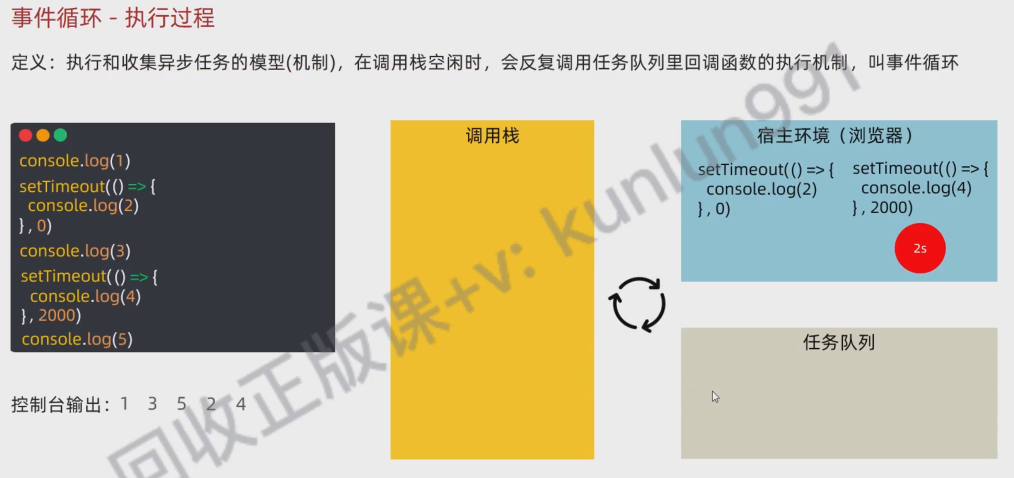 事件循环 - 执行过程
定义：执行和收集异步任务的模型(机制)，在调用栈空闲时，会反复调用任务队列里回调函数的执行机制，叫事件循环
console.log(1)
setTimeout(() => {
console.log(2)
} , 0)
console.log(3)
setTimeout(() => {
console.log(4)
} , 2000)
console.log(5)
控制台输出：1 3 5 2 4
调用栈
宿主环境（浏览器）
setTimeout(() => {
console.log(2)
} , 0)
setTimeout(() => {
console.log(4)
} , 2000)
2s
任务队列
回收正版课+v: kunlun991